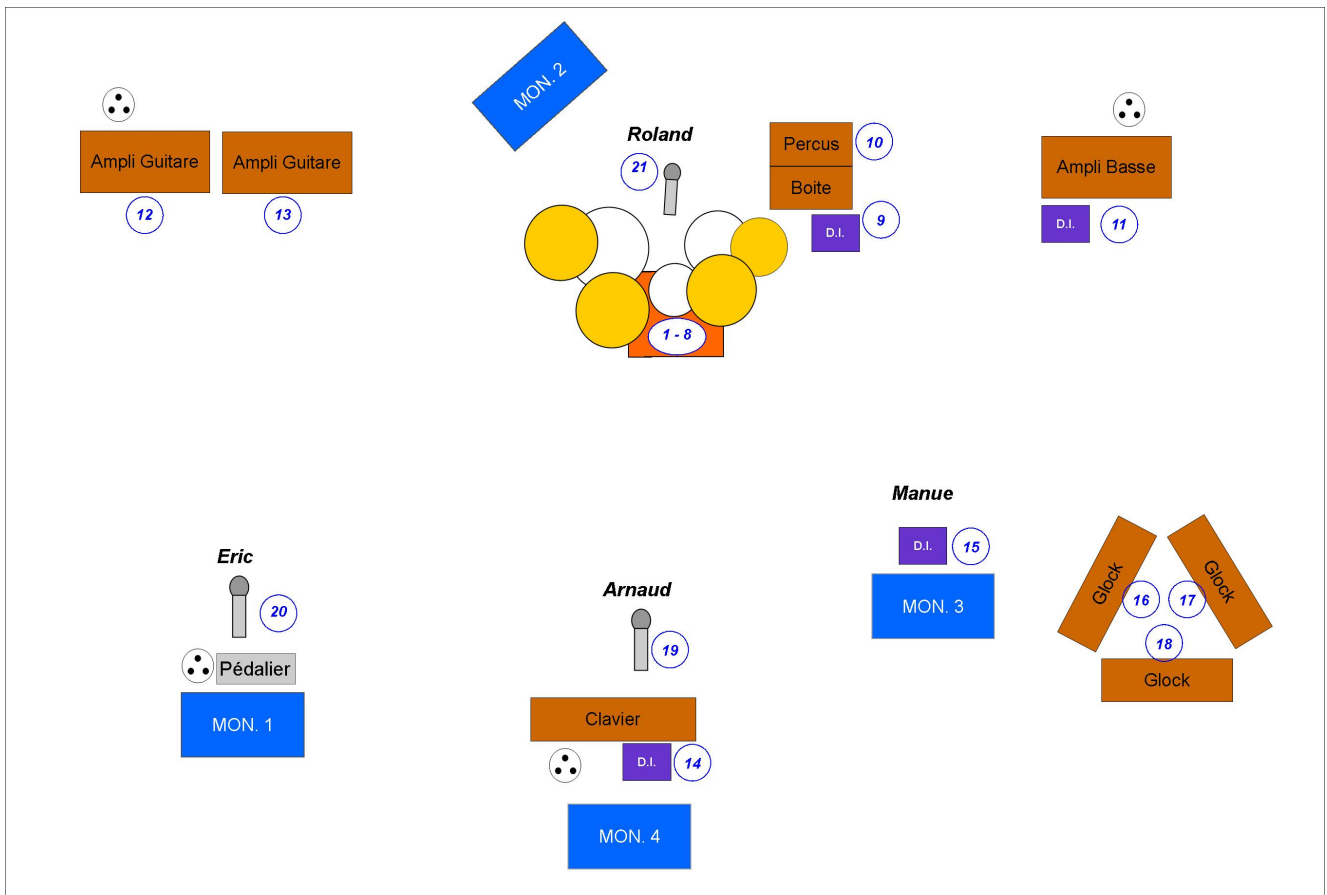 MON. 2
Roland
21
Percus
10
Boite
9
D.I.
Ampli Guitare
Ampli Guitare
12
13
Ampli Basse
D.I.
11
1 - 8
Eric
20
Pédalier
MON. 1
Arnaud
19
Clavier
D.I.
14
MON. 4
Manue
D.I.
15
MON. 3
Glock
Glock
16
17
18
Glock